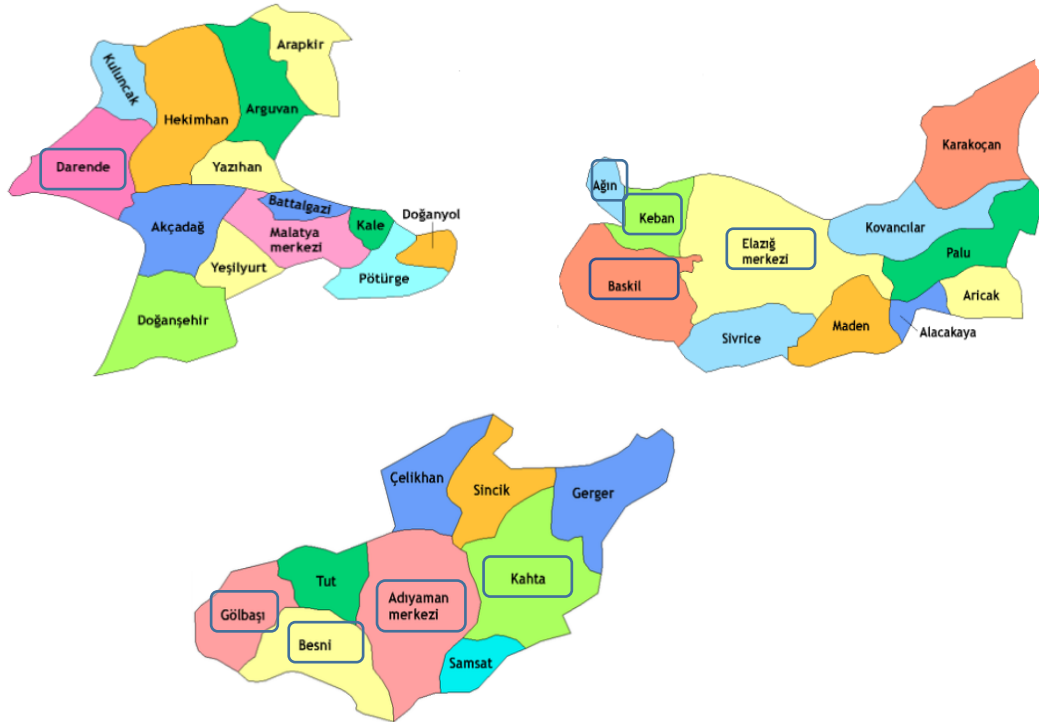 Arapkir
Kuluncak
Hekimhan
Arguvan
Darende
Yazıhan
Battalgazi
Akçadağ
Malatya
merkezi
Kale
Doğanyol
Yeşilyurt
Pötürge
Doğanşehir
Karakoçan
Ağın
Keban
Kovancılar
Elazığ
merkezi
Palu
Baskil
Aricak
Sivrice
Maden
Alacakaya
Çelikhan
Sincik
Gerger
Tut
Kahta
Adıyaman
merkezi
Gölbaşı
Besni
Samsat